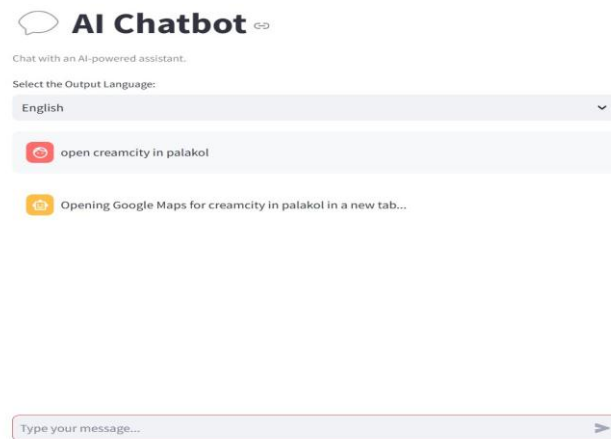 AI Chatbot
Chat with an AI-powered assistant.
Select the Output Language:
English
open creamcity in palakol
Opening Google Maps for creamcity in palakol in a new tab...
Type your message...